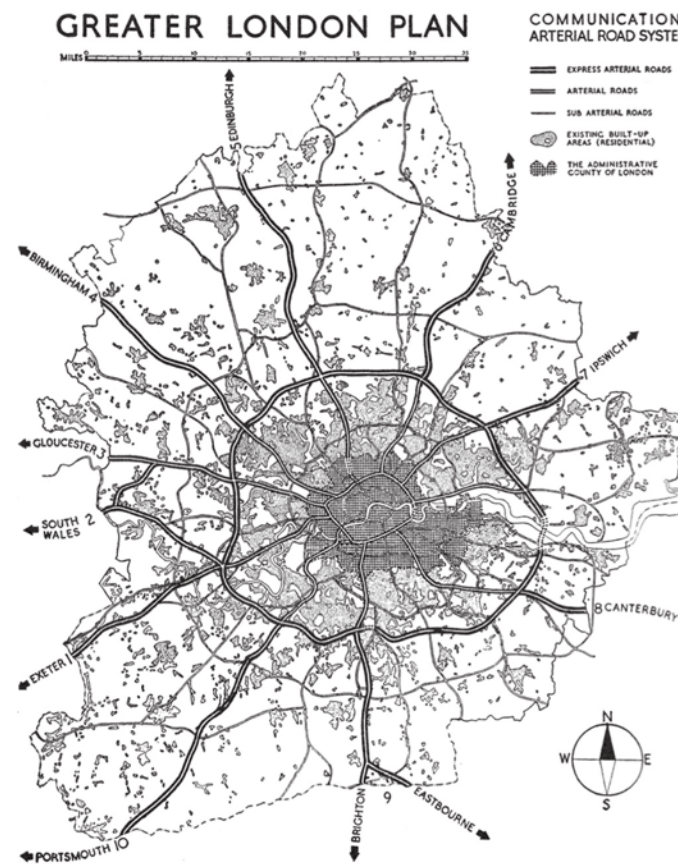 GREATER LONDON PLAN
MILES 0 5 10 15 20 25 30 35
COMMUNICATION
ARTERIAL ROAD SYSTE
EXPRESS ARTERIAL ROADS
ARTERIAL ROADS
SUB ARTERIAL ROADS
EXISTING BUILT-UP
AREAS (RESIDENTIAL)
THE ADMINISTRATIVE
COUNTY OF LONDON
5 EDINBURGH
6 CAMBRIDGE
BIRMINGHAM 4
7 IPSWICH
GLOUCESTER 3
SOUTH 2
WALES
8 CANTERBURY
EXETER 1
N
W E
S
BRIGHTON
9
EASTBOURNE
PORTSMOUTH 10